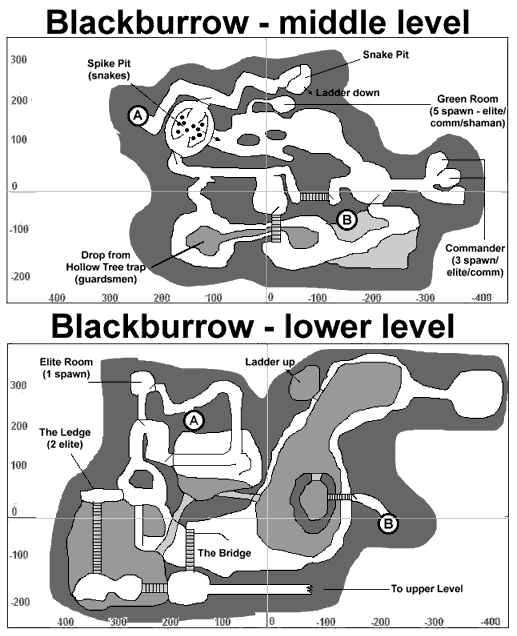 Blackburrow - middle level
300
Snake Pit
Spike Pit
(snakes)
Ladder down
200
Green Room
(5 spawn - elite/
comm/shaman)
A
100
0
B
-100
Commander
(3 spawn/
elite/comm)
Drop from
Hollow Tree trap
(guardsmen)
-200
400 300 200 100 0 -100 -200 -300 -400
Blackburrow - lower level
Elite Room
(1 spawn)
Ladder up
300
A
The Ledge
(2 elite)
200
100
0
B
The Bridge
-100
To upper Level
-200
400 300 200 100 0 -100 -200 -300 -400